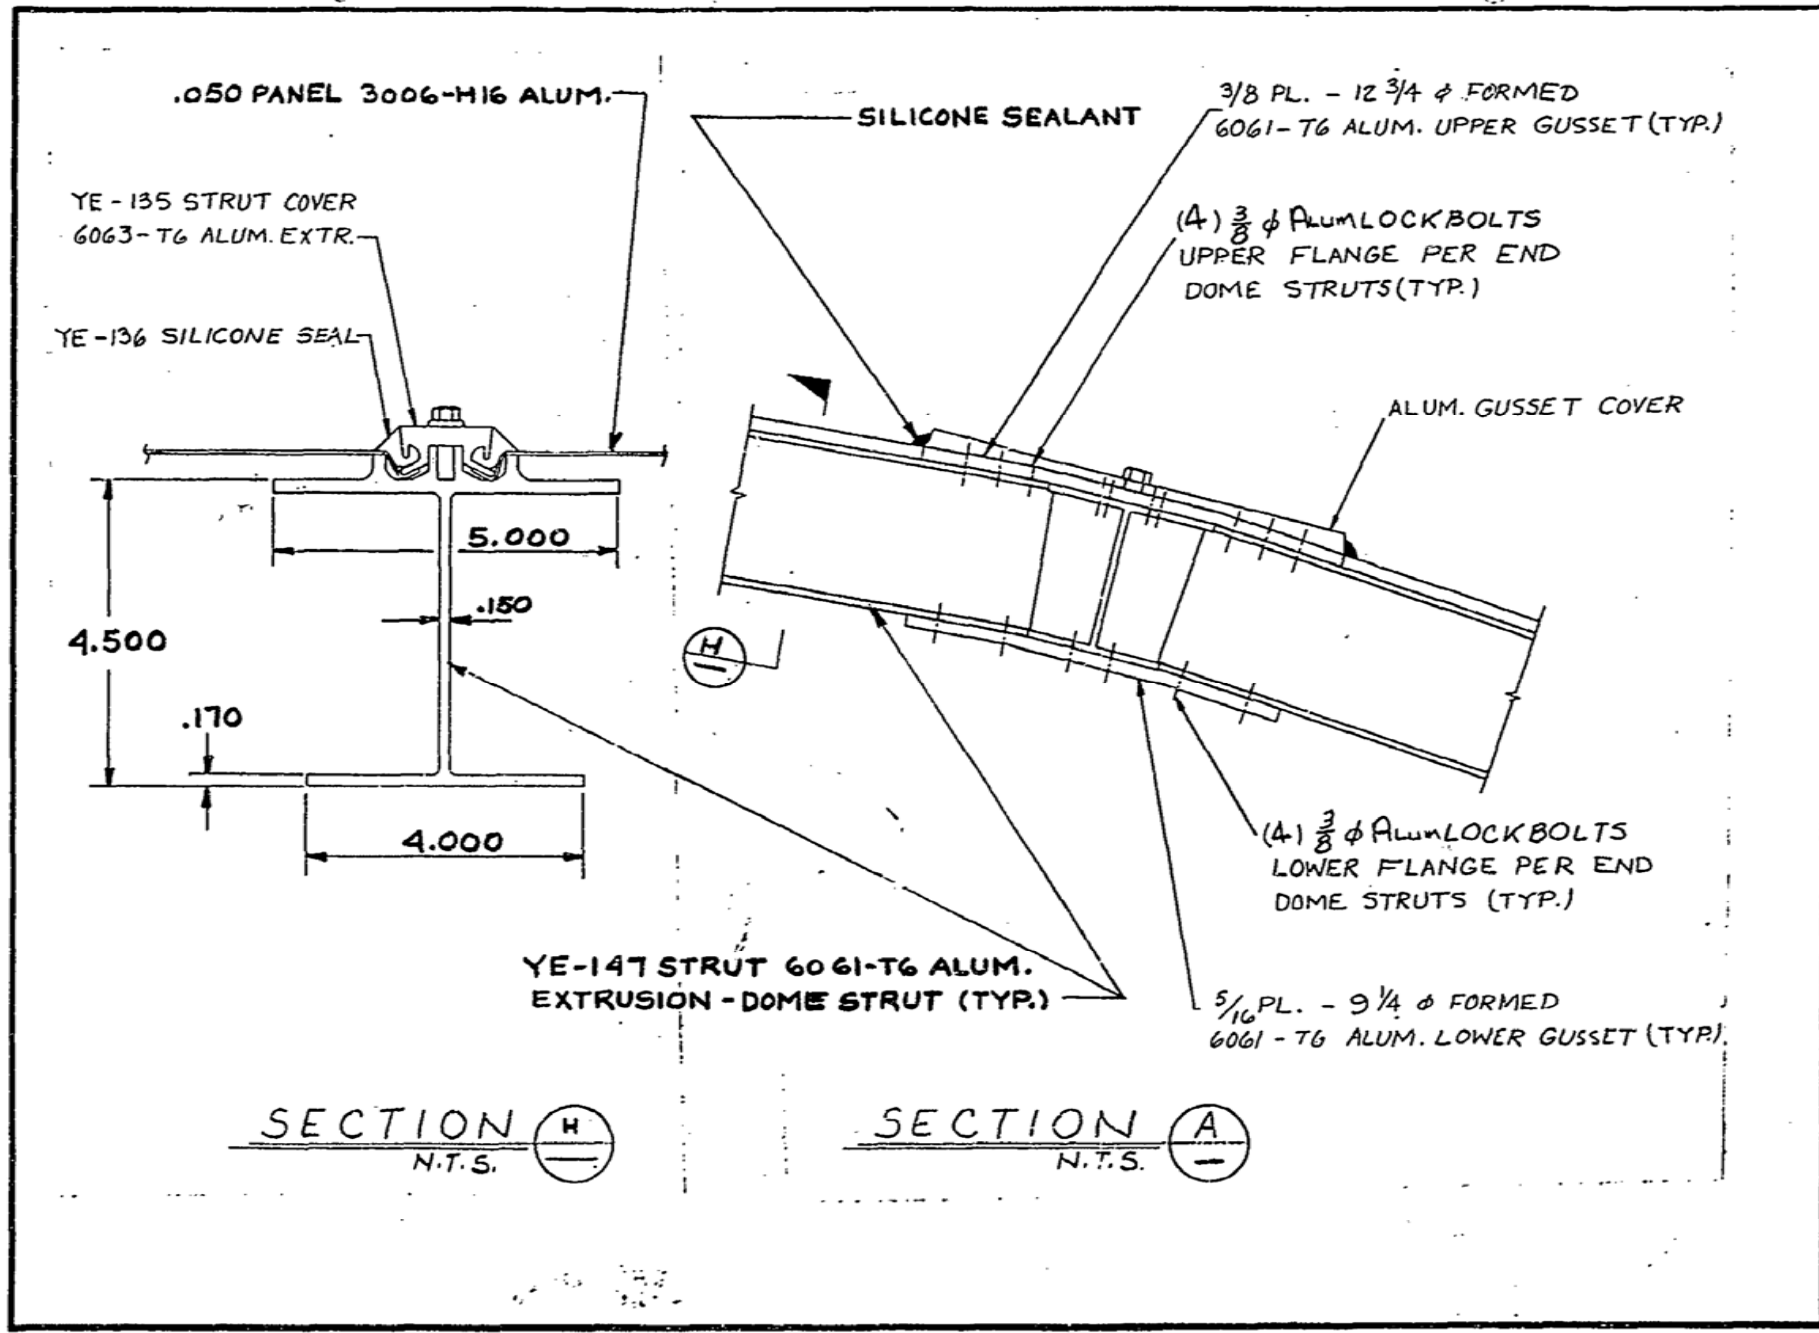 .050 PANEL 3006-H16 ALUM.
YE-135 STRUT COVER
6063-T6 ALUM. EXTR.
YE-136 SILICONE SEAL
5.000
.150
4.500
.170
4.000
SILICONE SEALANT
3/8 PL. - 12 3/4 φ FORMED
6061-T6 ALUM. UPPER GUSSET (TYP.)
(4) 3/8 φ ALUM LOCKBOLTS
UPPER FLANGE PER END
DOME STRUTS (TYP.)
ALUM. GUSSET COVER
H
(4) 3/8 φ ALUM LOCKBOLTS
LOWER FLANGE PER END
DOME STRUTS (TYP.)
YE-147 STRUT 6061-T6 ALUM.
EXTRUSION - DOME STRUT (TYP.)
5/16 PL. - 9 1/4 φ FORMED
6061-T6 ALUM. LOWER GUSSET (TYP.)
SECTION H
N.T.S.
SECTION A
N.T.S.